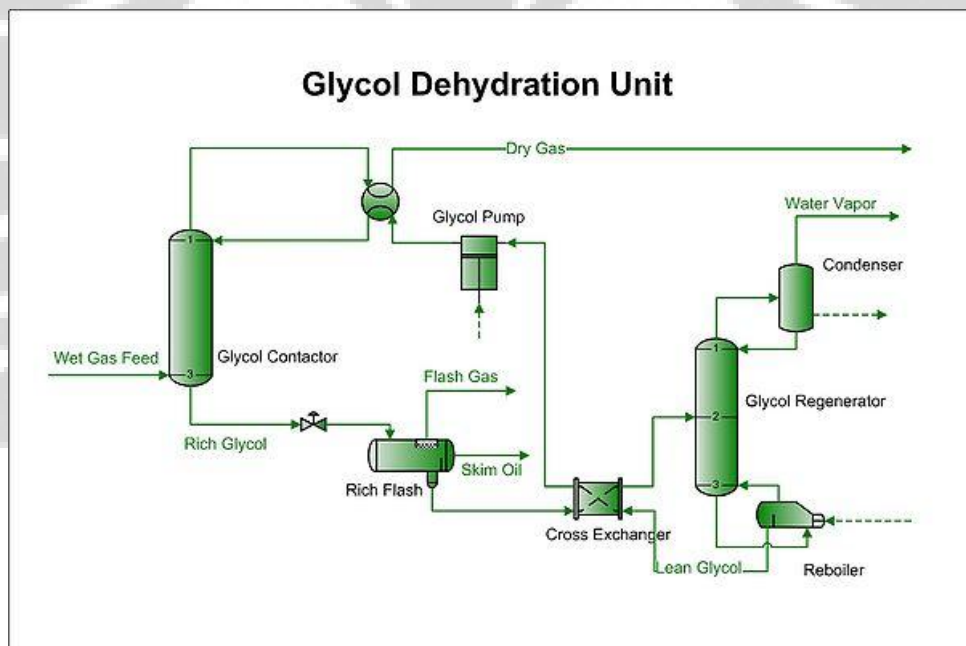 Glycol Dehydration Unit
Dry Gas
Water Vapor
Glycol Pump
Condenser
1
Wet Gas Feed
Glycol Contactor
3
1
Flash Gas
Glycol Regenerator
2
Rich Glycol
Skim Oil
Rich Flash
3
Cross Exchanger
Lean Glycol
Reboiler